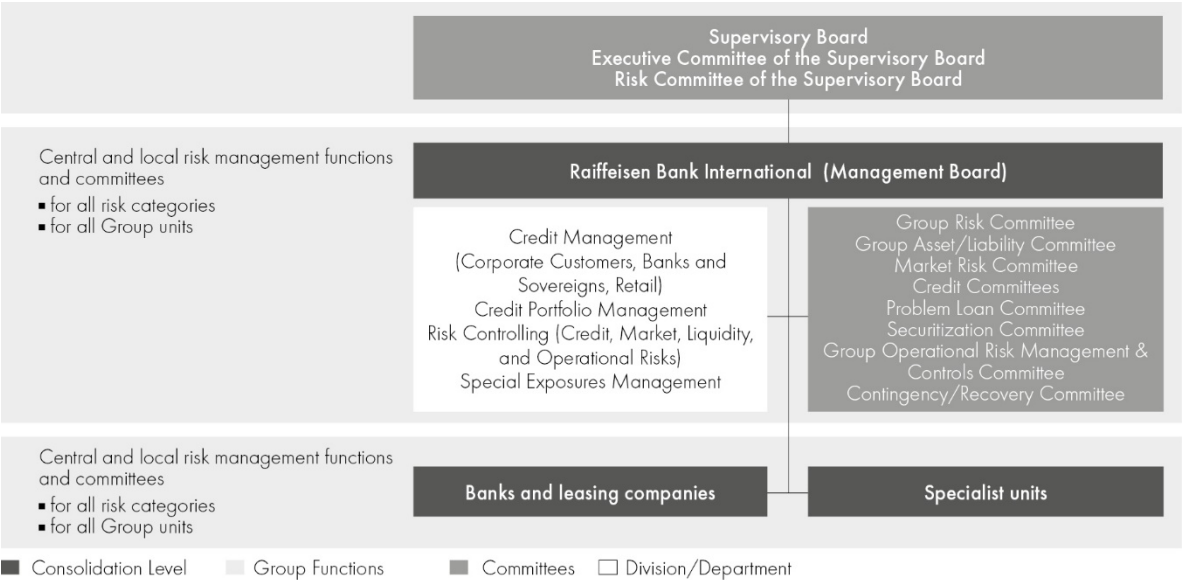 Supervisory Board
Executive Committee of the Supervisory Board
Risk Committee of the Supervisory Board
Central and local risk management functions
and committees
▪ for all risk categories
▪ for all Group units
Raiffeisen Bank International (Management Board)
Credit Management
(Corporate Customers, Banks and
Sovereigns, Retail)
Credit Portfolio Management
Risk Controlling (Credit, Market, Liquidity,
and Operational Risks)
Special Exposures Management
Group Risk Committee
Group Asset/Liability Committee
Market Risk Committee
Credit Committees
Problem Loan Committee
Securitization Committee
Group Operational Risk Management &
Controls Committee
Contingency/Recovery Committee
Central and local risk management functions
and committees
▪ for all risk categories
▪ for all Group units
Banks and leasing companies
Specialist units
Consolidation Level
Group Functions
Committees
Division/Department